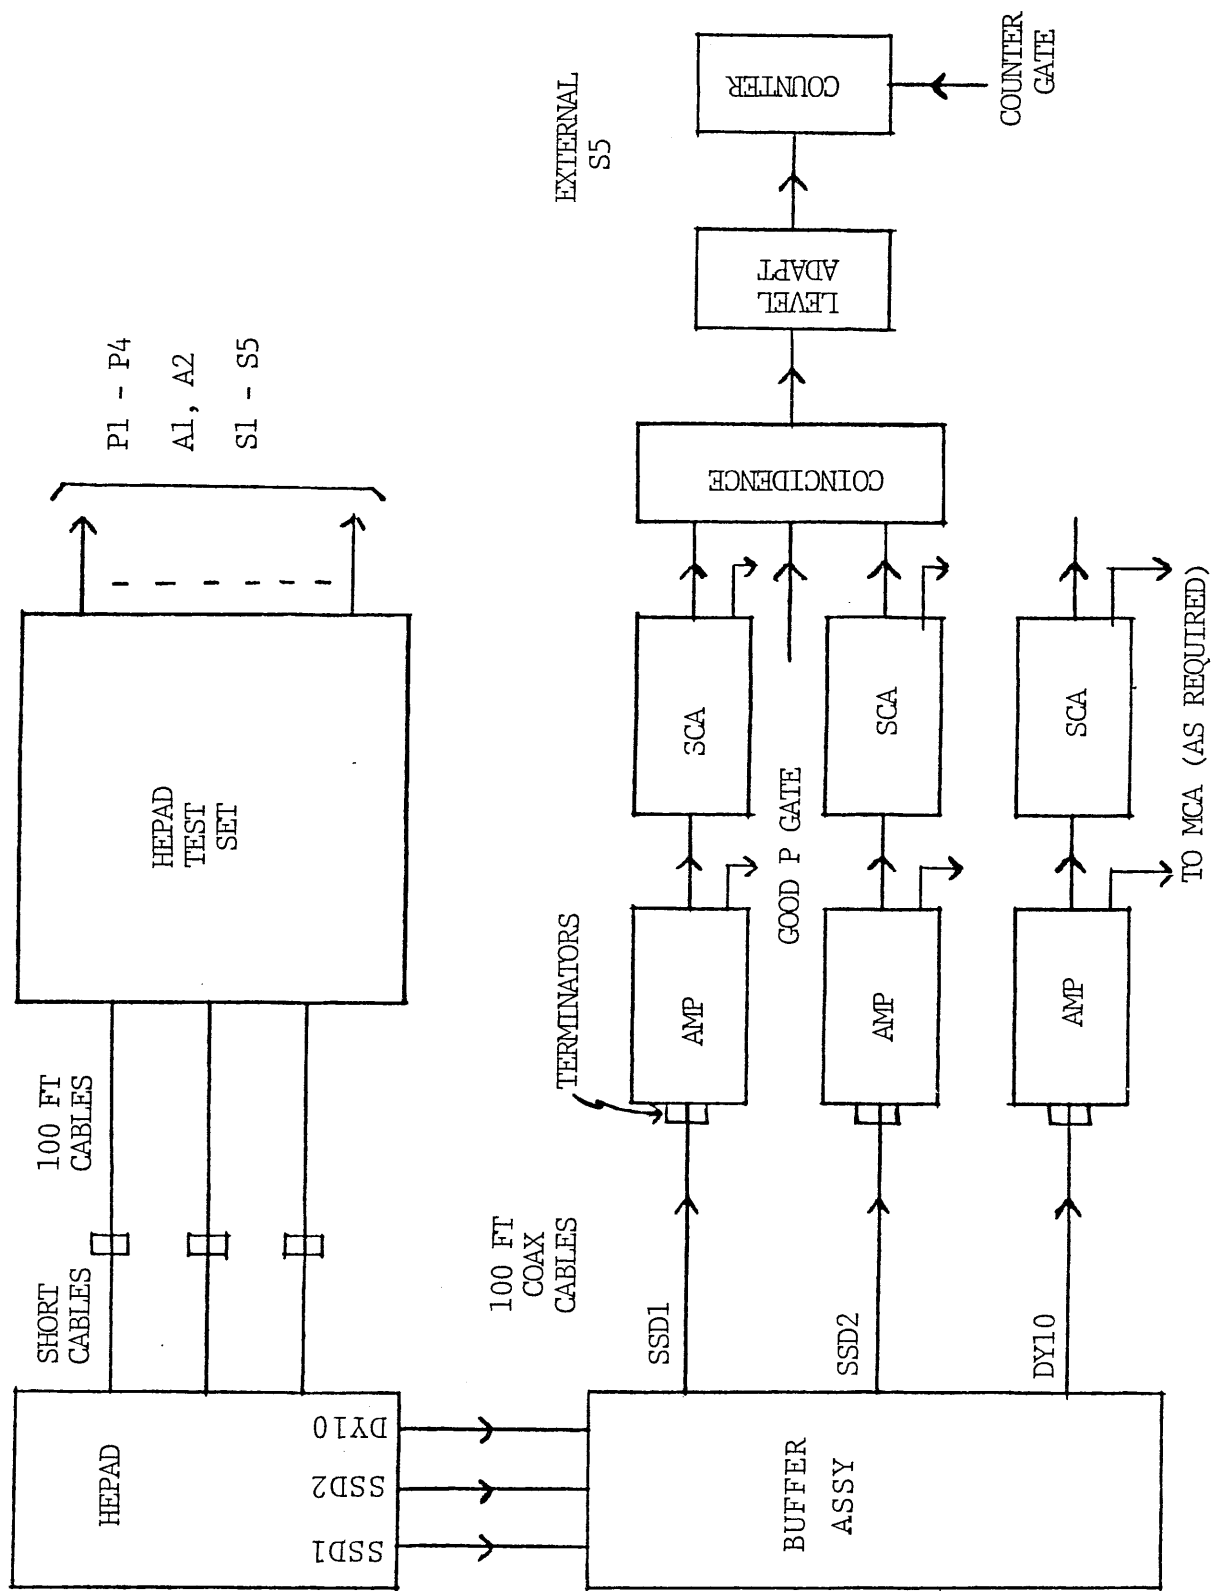 HEPAD
SSD1
SSD2
DY10
SHORT
CABLES
100 FT
CABLES
HEPAD
TEST
SET
P1 - P4
A1, A2
S1 - S5
BUFFER
ASSY
100 FT
COAX
CABLES
SSD1
SSD2
DY10
TERMINATORS
AMP
AMP
AMP
GOOD P GATE
SCA
SCA
SCA
TO MCA (AS REQUIRED)
COINCIDENCE
LEVEL
ADAPT
EXTERNAL
S5
COUNTER
COUNTER
GATE